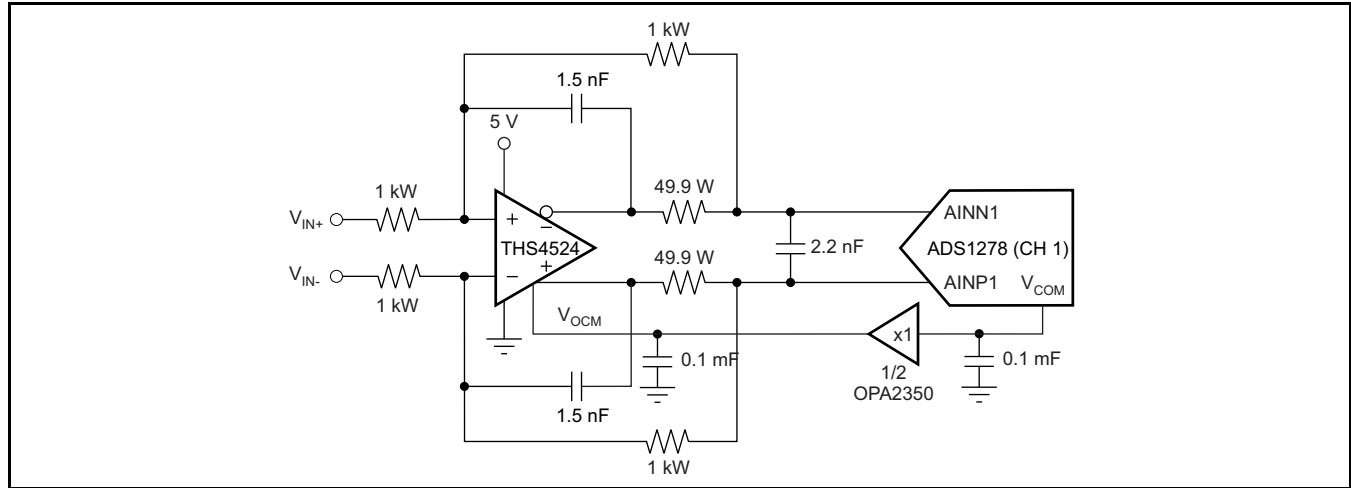 1 kW
1.5 nF
5 V
1 kW
49.9 W
V_IN+
+
−
AINN1
THS4524
2.2 nF
ADS1278 (CH 1)
V_IN-
−
+
49.9 W
AINP1
V_COM
1 kW
V_OCM
x1
0.1 mF
0.1 mF
1/2
OPA2350
1.5 nF
1 kW